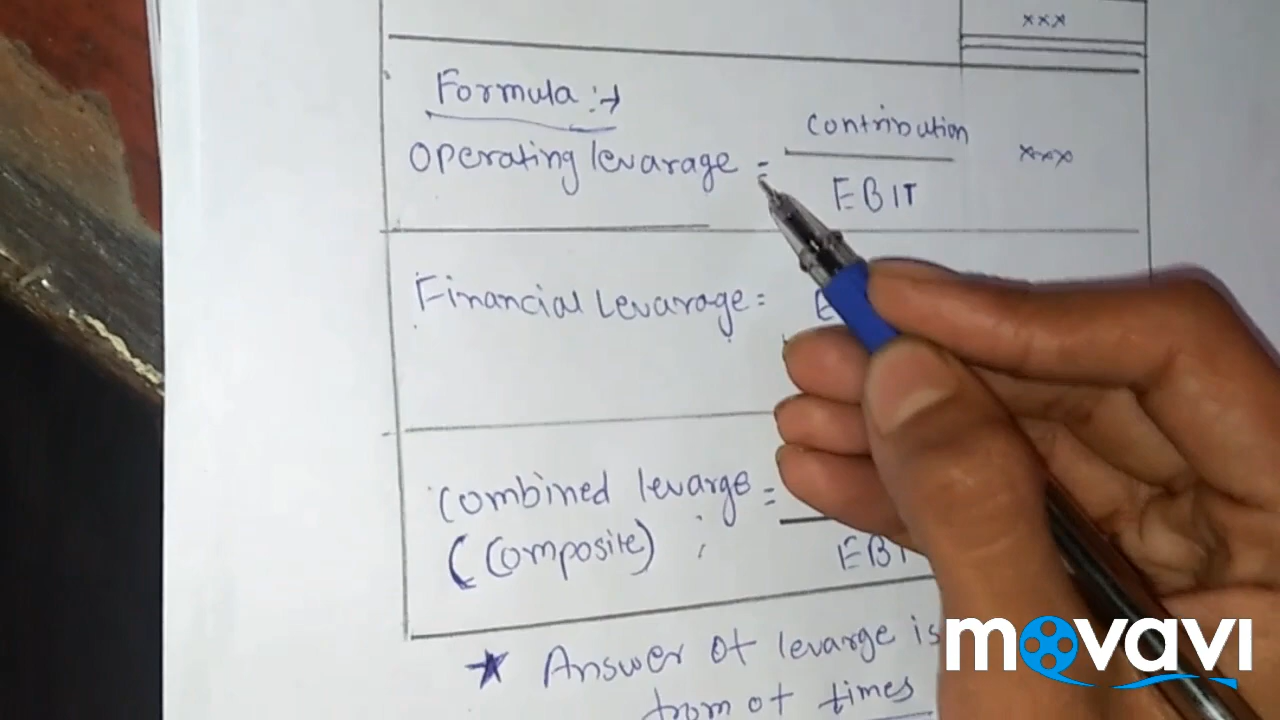 xxx
Formula :→
Operating levarage = contribution xxx
EBIT
Financial Levarage = E
Combined levarge =
(Composite) : EBI
★ Answer of levarge is
from of times
movavi